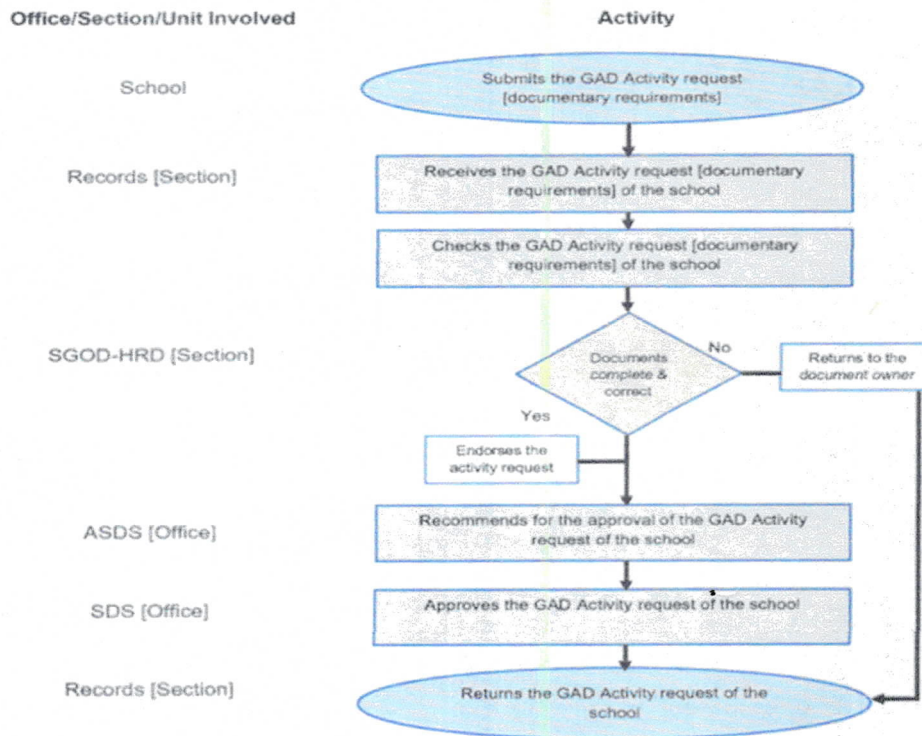 Office/Section/Unit Involved
Activity
School
Submits the GAD Activity request
[documentary requirements]
Records [Section]
Receives the GAD Activity request [documentary
requirements] of the school
Checks the GAD Activity request [documentary
requirements] of the school
SGOD-HRD [Section]
Documents
complete &
correct
No
Returns to the
document owner
Yes
Endorses the
activity request
ASDS [Office]
Recommends for the approval of the GAD Activity
request of the school
SDS [Office]
Approves the GAD Activity request of the school
Records [Section]
Returns the GAD Activity request of the
school